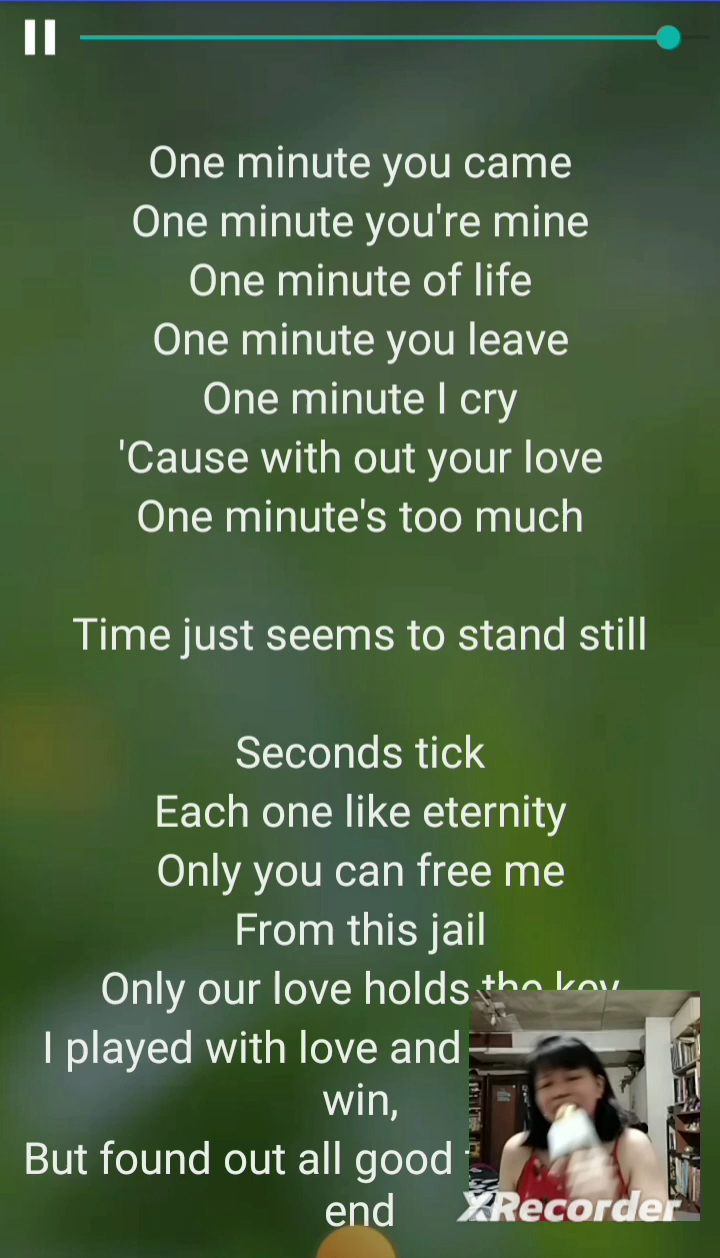 One minute you came
One minute you're mine
One minute of life
One minute you leave
One minute I cry
'Cause with out your love
One minute's too much
Time just seems to stand still
Seconds tick
Each one like eternity
Only you can free me
From this jail
Only our love holds the key
I played with love and
win,
But found out all good
end
XRecorder